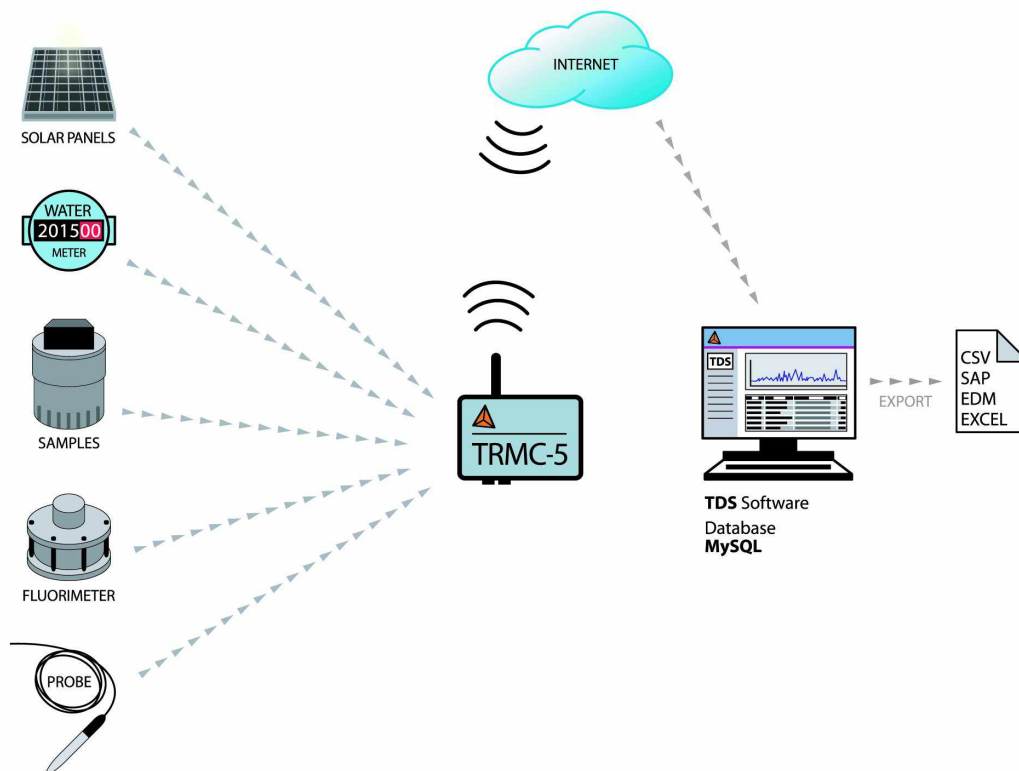 INTERNET
SOLAR PANELS
WATER
201500
METER
SAMPLES
FLUORIMETER
PROBE
TRMC-5
TDS
TDS Software
Database
MySQL
EXPORT
CSV
SAP
EDM
EXCEL